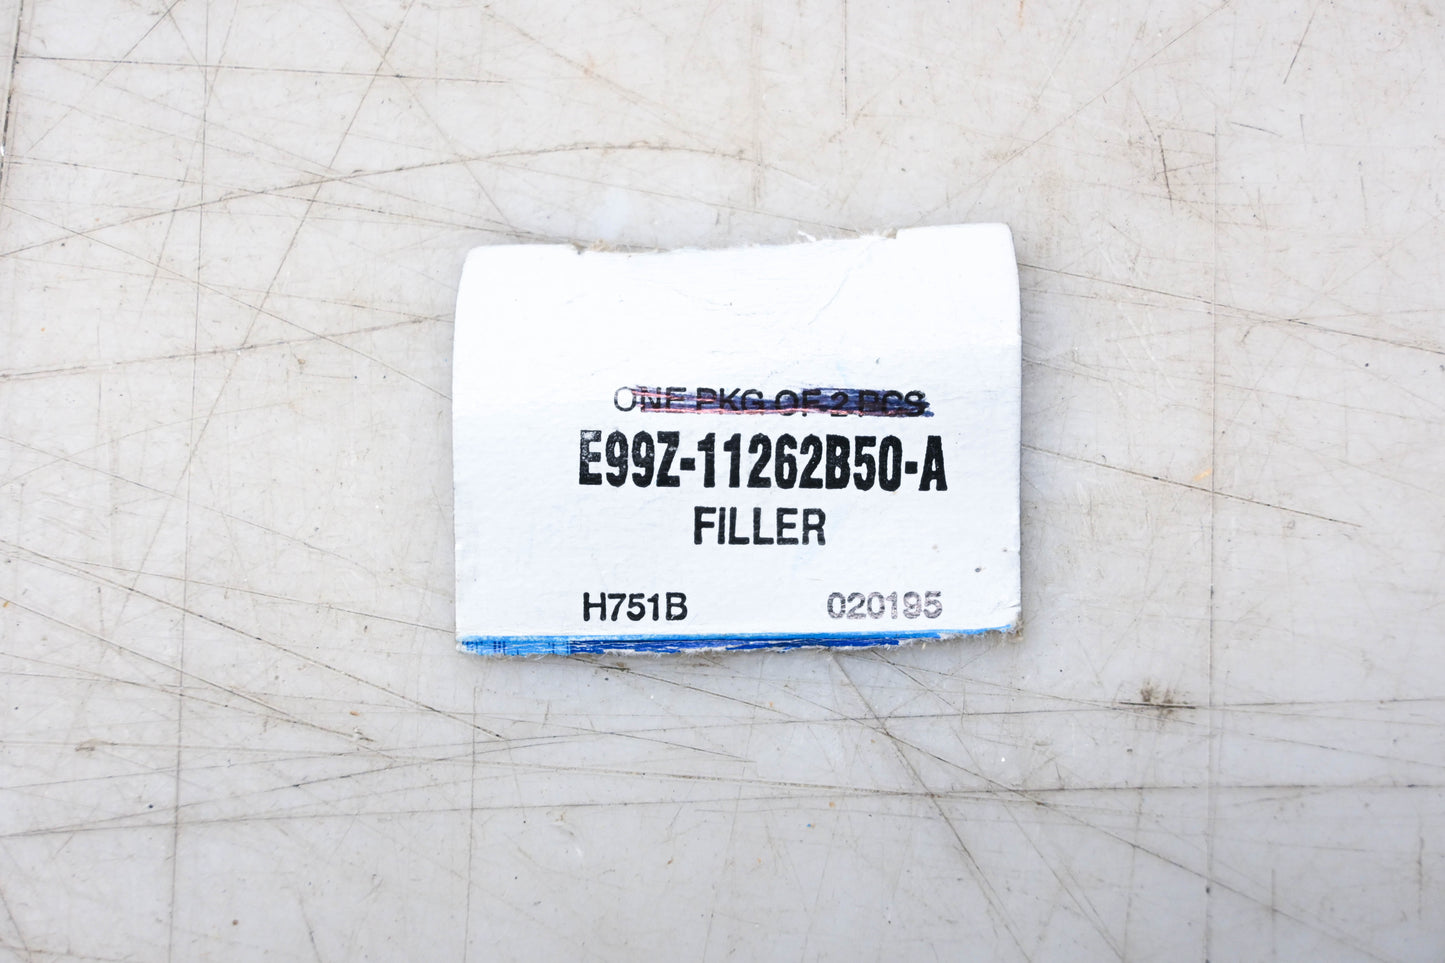 ONE PKG OF 2 PCS
E99Z-11262B50-A
FILLER
H751B 020195